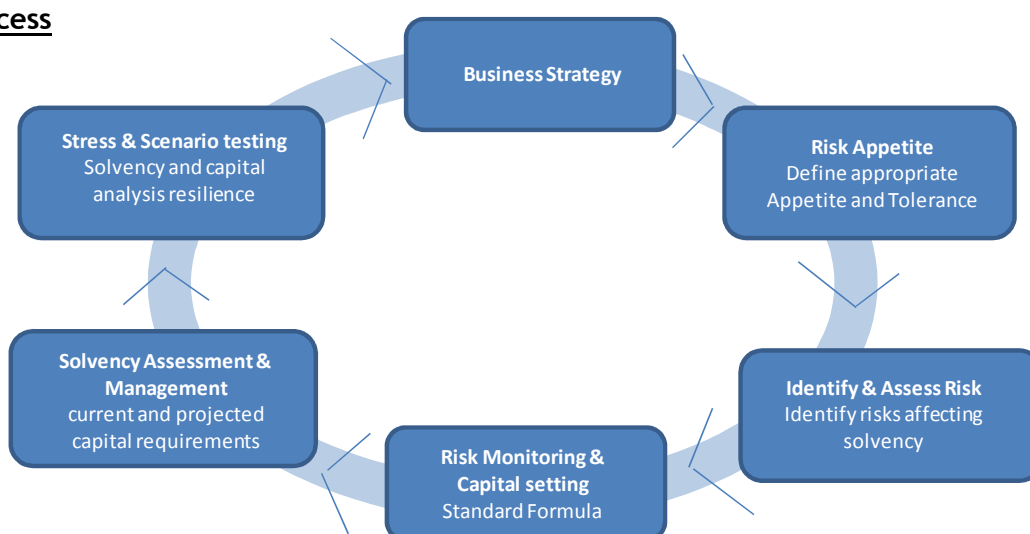 Business Strategy
Risk Appetite
Define appropriate
Appetite and Tolerance
Identify & Assess Risk
Identify risks affecting
solvency
Risk Monitoring &
Capital setting
Standard Formula
Solvency Assessment &
Management
current and projected
capital requirements
Stress & Scenario testing
Solvency and capital
analysis resilience